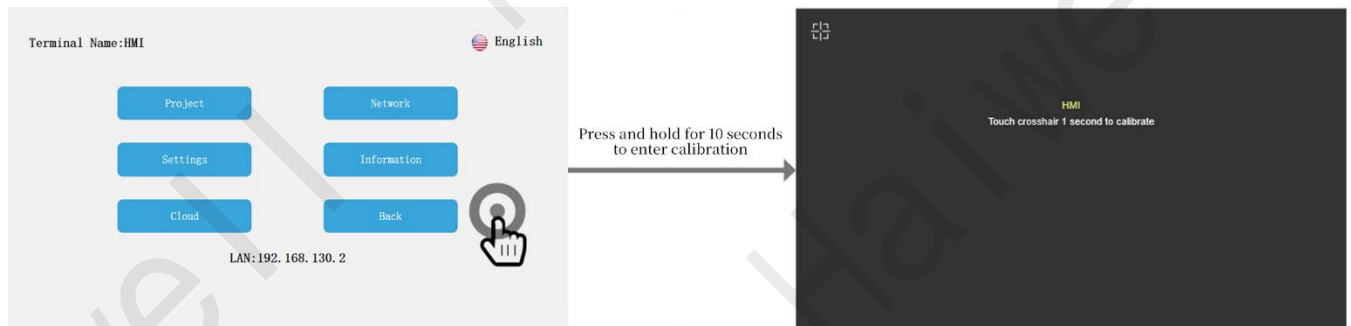 Terminal Name:HMI
English
Project
Network
Settings
Information
Cloud
Back
LAN:192. 168. 130. 2
Press and hold for 10 seconds
to enter calibration
HMI
Touch crosshair 1 second to calibrate
Haiwe